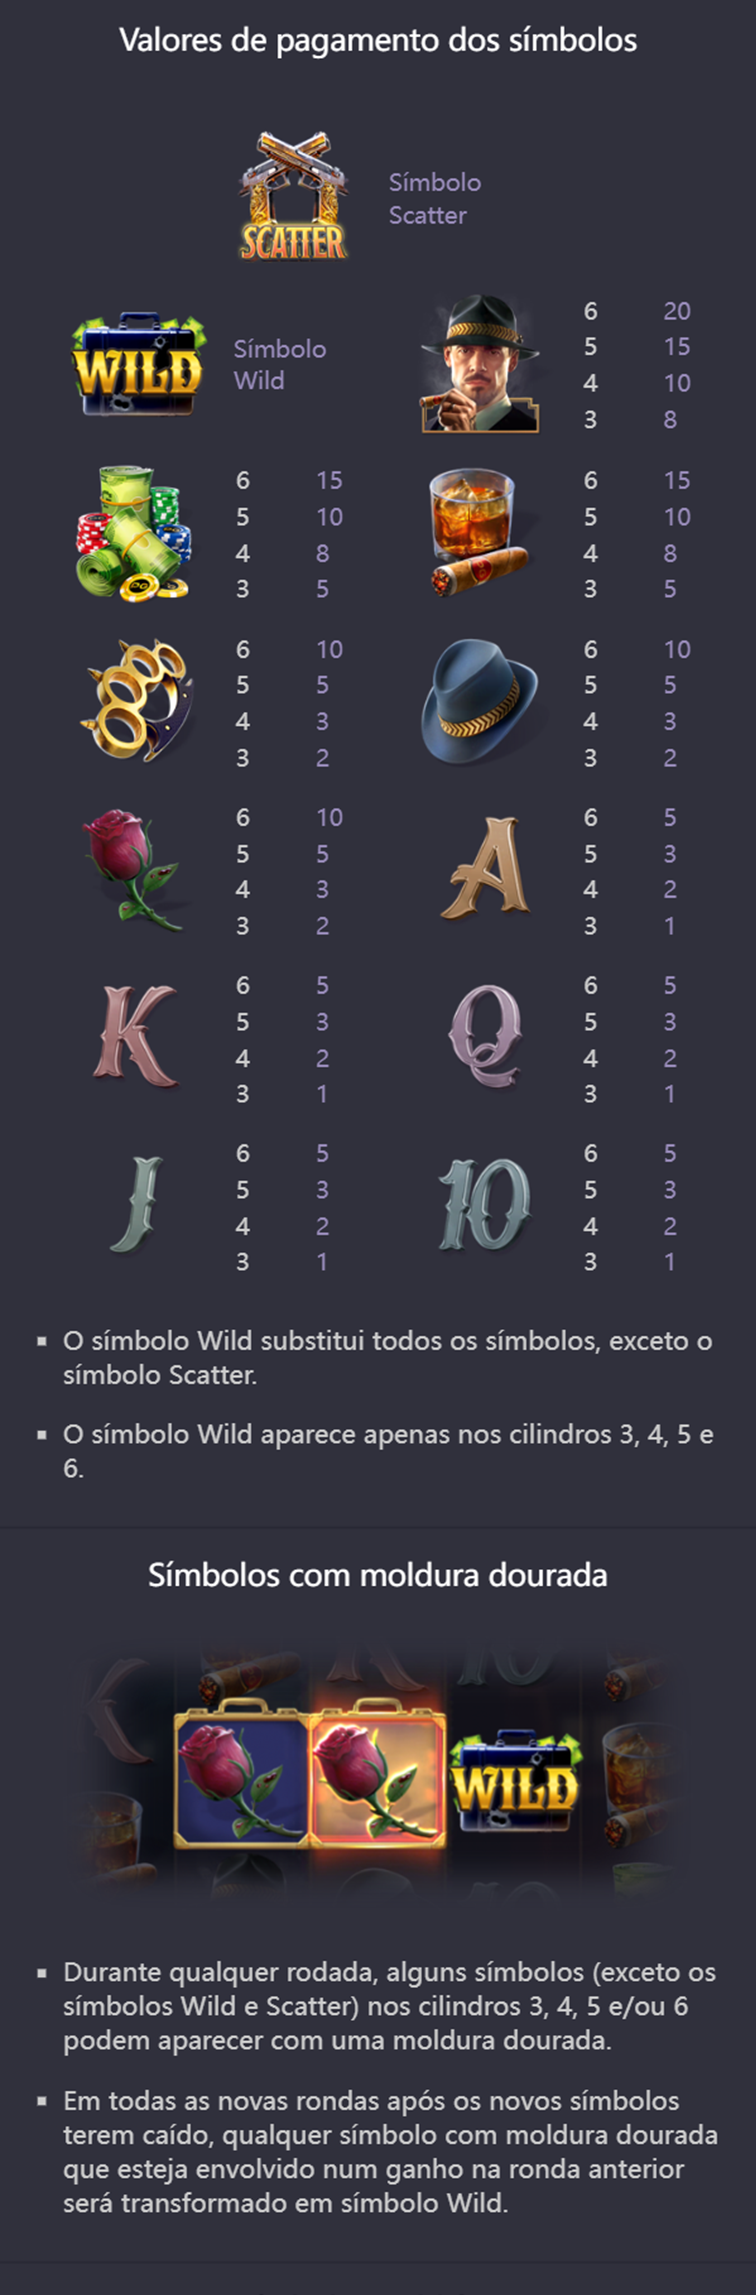 Valores de pagamento dos símbolos
SCATTER
Símbolo
Scatter
WILD
Símbolo
Wild
6 20
5 15
4 10
3 8
6 15
5 10
4 8
3 5
6 15
5 10
4 8
3 5
6 10
5 5
4 3
3 2
6 10
5 5
4 3
3 2
6 10
5 5
4 3
3 2
A
6 5
5 3
4 2
3 1
K
6 5
5 3
4 2
3 1
Q
6 5
5 3
4 2
3 1
J
6 5
5 3
4 2
3 1
10
6 5
5 3
4 2
3 1
▪ O símbolo Wild substitui todos os símbolos, exceto o
símbolo Scatter.
▪ O símbolo Wild aparece apenas nos cilindros 3, 4, 5 e
6.
Símbolos com moldura dourada
K
K
10
WILD
10
▪ Durante qualquer rodada, alguns símbolos (exceto os
símbolos Wild e Scatter) nos cilindros 3, 4, 5 e/ou 6
podem aparecer com uma moldura dourada.
▪ Em todas as novas rondas após os novos símbolos
terem caído, qualquer símbolo com moldura dourada
que esteja envolvido num ganho na ronda anterior
será transformado em símbolo Wild.